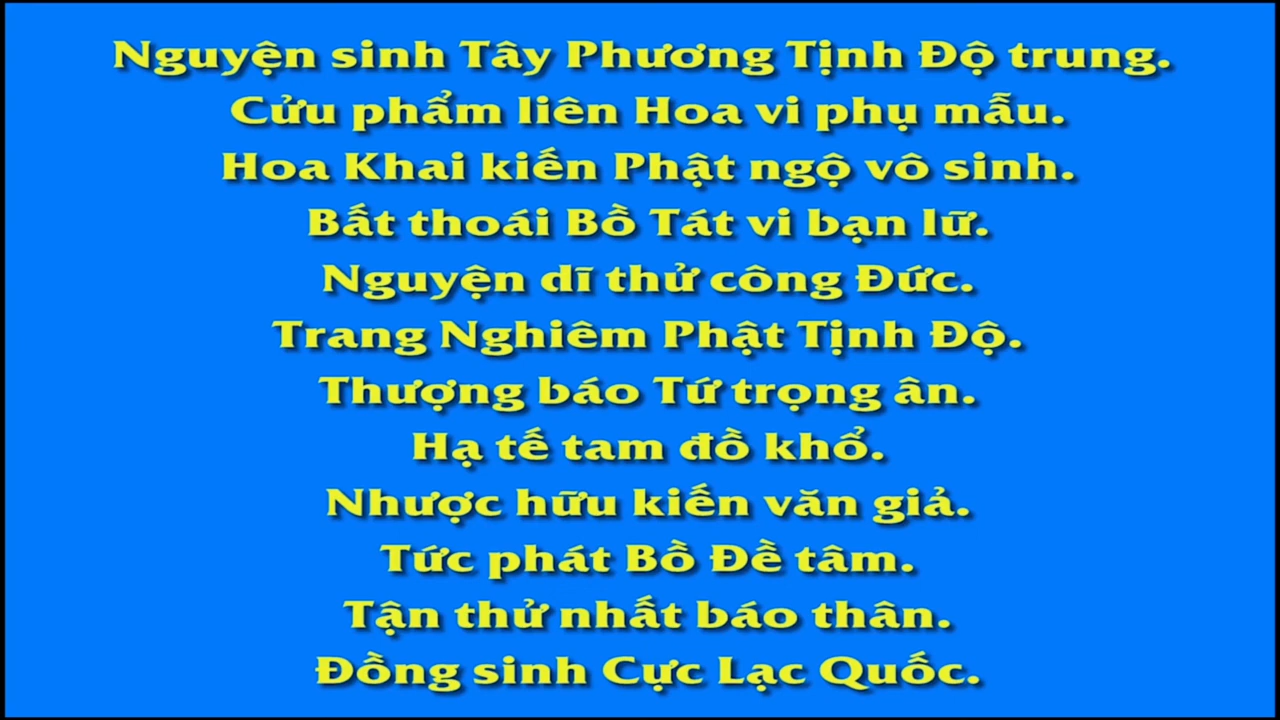 Nguyện sinh Tây Phương Tịnh Độ trung.
Cửu phẩm liên Hoa vi phụ mẫu.
Hoa Khai kiến Phật ngộ vô sinh.
Bất thoái Bồ Tát vi bạn lữ.
Nguyện dĩ thử công Đức.
Trang Nghiêm Phật Tịnh Độ.
Thượng báo Tứ trọng ân.
Hạ tế tam đồ khổ.
Nhược hữu kiến văn giả.
Tức phát Bồ Đề tâm.
Tận thử nhất báo thân.
Đồng sinh Cực Lạc Quốc.